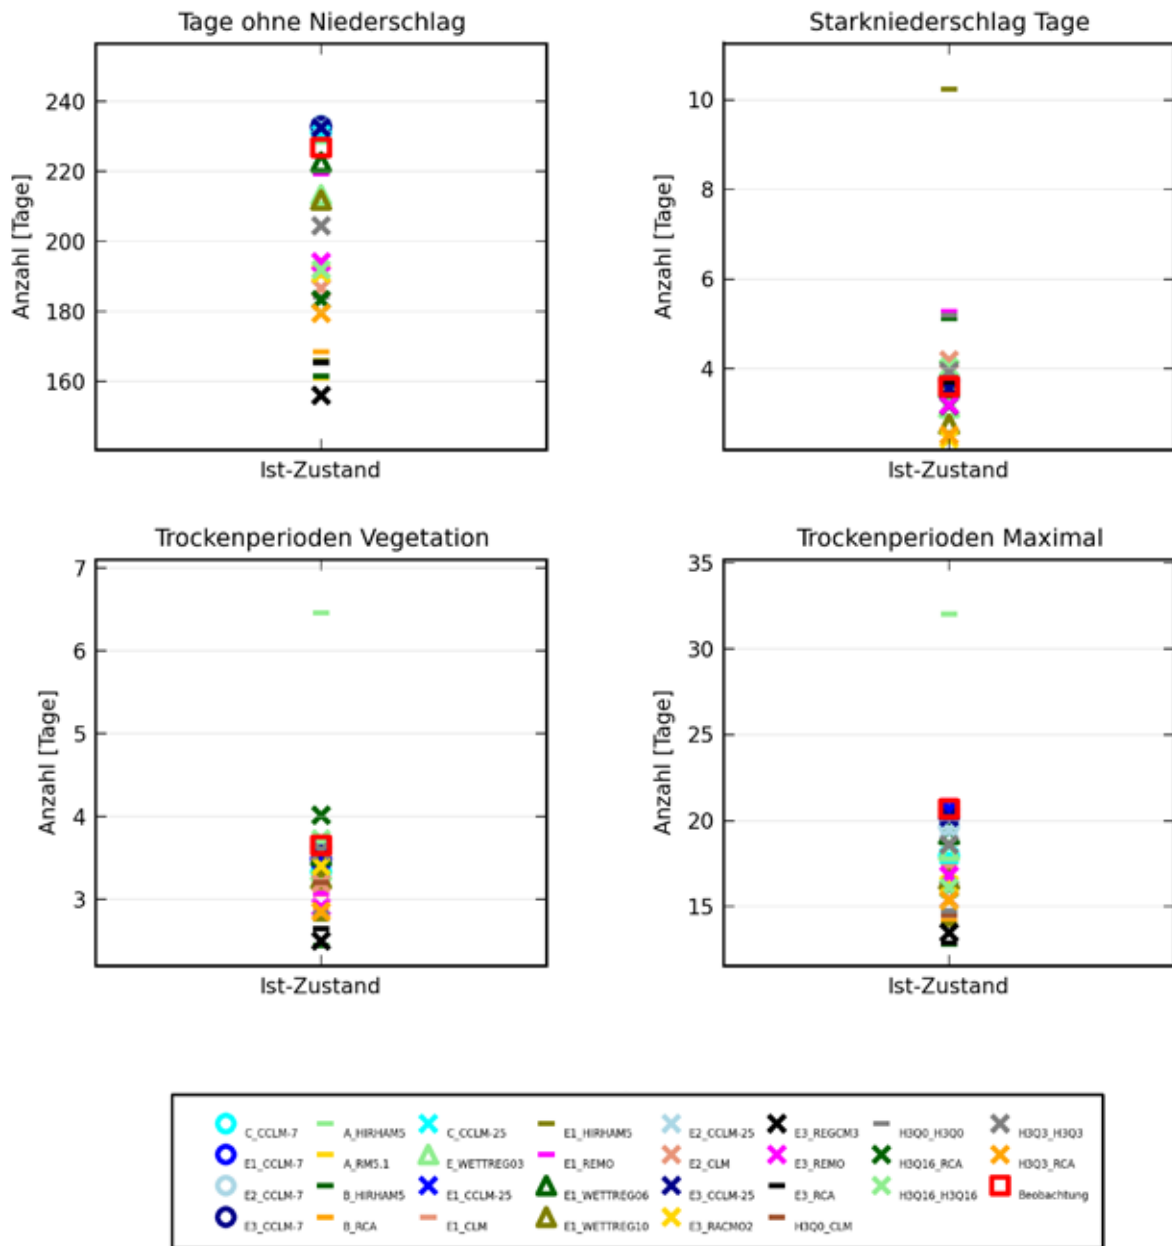 Tage ohne Niederschlag
Starkniederschlag Tage
Anzahl [Tage]
240
220
200
180
160
Ist-Zustand
Anzahl [Tage]
10
8
6
4
Ist-Zustand
Trockenperioden Vegetation
Trockenperioden Maximal
Anzahl [Tage]
7
6
5
4
3
Ist-Zustand
Anzahl [Tage]
35
30
25
20
15
Ist-Zustand
C_CCLM-7 A_HIRHAM5 C_CCLM-25 E1_HIRHAM5 E2_CCLM-25 E3_REGCM3 H3Q0_H3Q0 H3Q3_H3Q3
E1_CCLM-7 A_RM5.1 E_WETTREG03 E1_REMO E2_CLM E3_REMO H3Q16_RCA H3Q3_RCA
E2_CCLM-7 B_HIRHAM5 E1_CCLM-25 E1_WETTREG06 E3_CCLM-25 E3_RCA H3Q16_H3Q16 Beobachtung
E3_CCLM-7 B_RCA E1_CLM E1_WETTREG10 E3_RACMO2 H3Q0_CLM